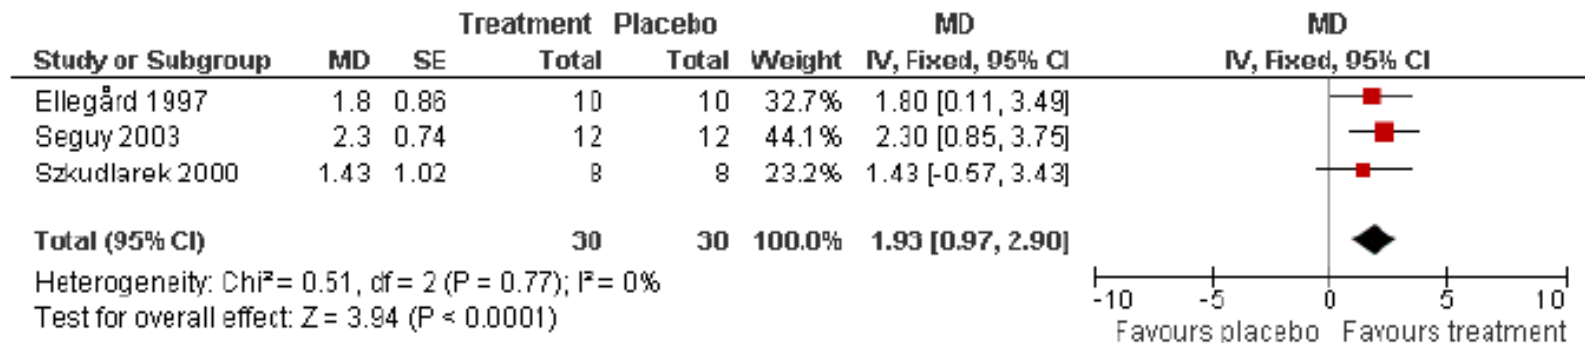 Treatment Placebo MD MD
Study or Subgroup MD SE Total Total Weight IV, Fixed, 95% CI IV, Fixed, 95% CI
Ellegård 1997 1.8 0.86 10 10 32.7% 1.80 [0.11, 3.49]
Seguy 2003 2.3 0.74 12 12 44.1% 2.30 [0.85, 3.75]
Szkudlarek 2000 1.43 1.02 8 8 23.2% 1.43 [-0.57, 3.43]
Total (95% CI) 30 30 100.0% 1.93 [0.97, 2.90]
Heterogeneity: Chi² = 0.51, df = 2 (P = 0.77); I² = 0%
Test for overall effect: Z = 3.94 (P < 0.0001)
-10 -5 0 5 10
Favours placebo Favours treatment